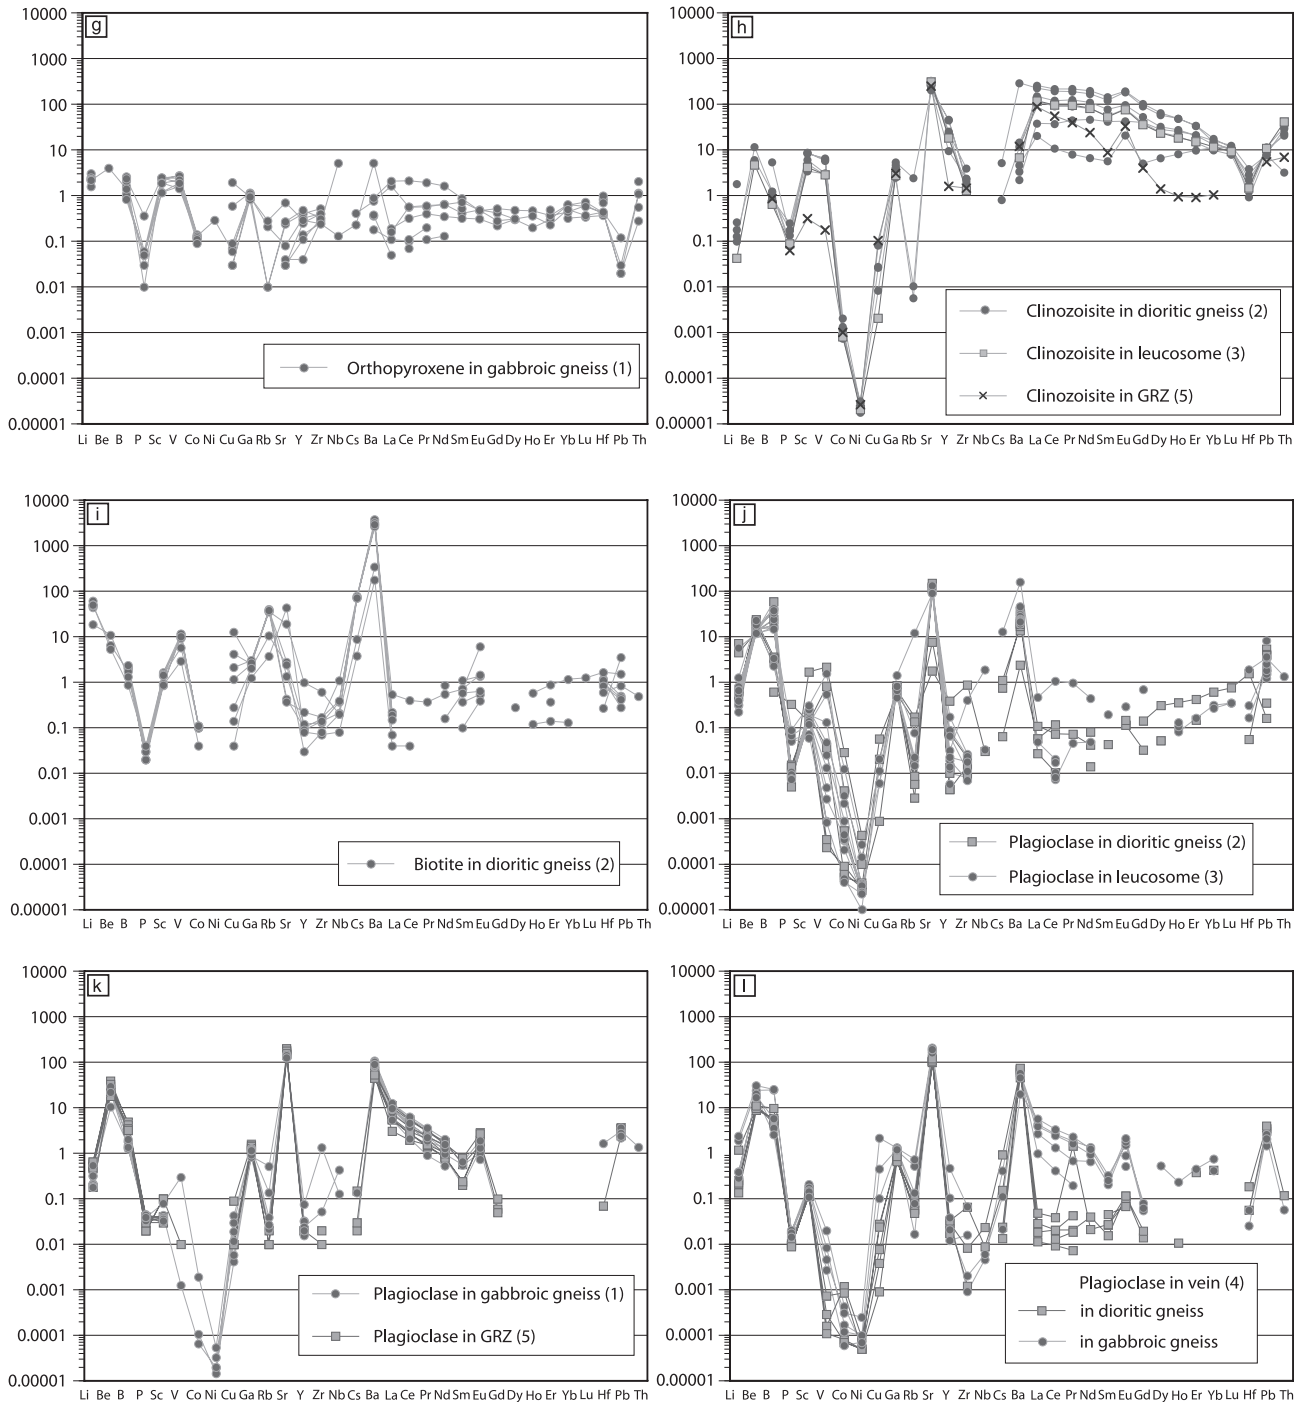 g
10000
1000
100
10
1
0.1
0.01
0.001
0.0001
0.00001
Orthopyroxene in gabbroic gneiss (1)
Li Be B P Sc V Co Ni Cu Ga Rb Sr Y Zr Nb Cs Ba La Ce Pr Nd Sm Eu Gd Dy Ho Er Yb Lu Hf Pb Th
h
10000
1000
100
10
1
0.1
0.01
0.001
0.0001
0.00001
Clinozoisite in dioritic gneiss (2)
Clinozoisite in leucosome (3)
Clinozoisite in GRZ (5)
Li Be B P Sc V Co Ni Cu Ga Rb Sr Y Zr Nb Cs Ba La Ce Pr Nd Sm Eu Gd Dy Ho Er Yb Lu Hf Pb Th
i
10000
1000
100
10
1
0.1
0.01
0.001
0.0001
0.00001
Biotite in dioritic gneiss (2)
Li Be B P Sc V Co Ni Cu Ga Rb Sr Y Zr Nb Cs Ba La Ce Pr Nd Sm Eu Gd Dy Ho Er Yb Lu Hf Pb Th
j
10000
1000
100
10
1
0.1
0.01
0.001
0.0001
0.00001
Plagioclase in dioritic gneiss (2)
Plagioclase in leucosome (3)
Li Be B P Sc V Co Ni Cu Ga Rb Sr Y Zr Nb Cs Ba La Ce Pr Nd Sm Eu Gd Dy Ho Er Yb Lu Hf Pb Th
k
10000
1000
100
10
1
0.1
0.01
0.001
0.0001
0.00001
Plagioclase in gabbroic gneiss (1)
Plagioclase in GRZ (5)
Li Be B P Sc V Co Ni Cu Ga Rb Sr Y Zr Nb Cs Ba La Ce Pr Nd Sm Eu Gd Dy Ho Er Yb Lu Hf Pb Th
l
10000
1000
100
10
1
0.1
0.01
0.001
0.0001
0.00001
Plagioclase in vein (4)
in dioritic gneiss
in gabbroic gneiss
Li Be B P Sc V Co Ni Cu Ga Rb Sr Y Zr Nb Cs Ba La Ce Pr Nd Sm Eu Gd Dy Ho Er Yb Lu Hf Pb Th